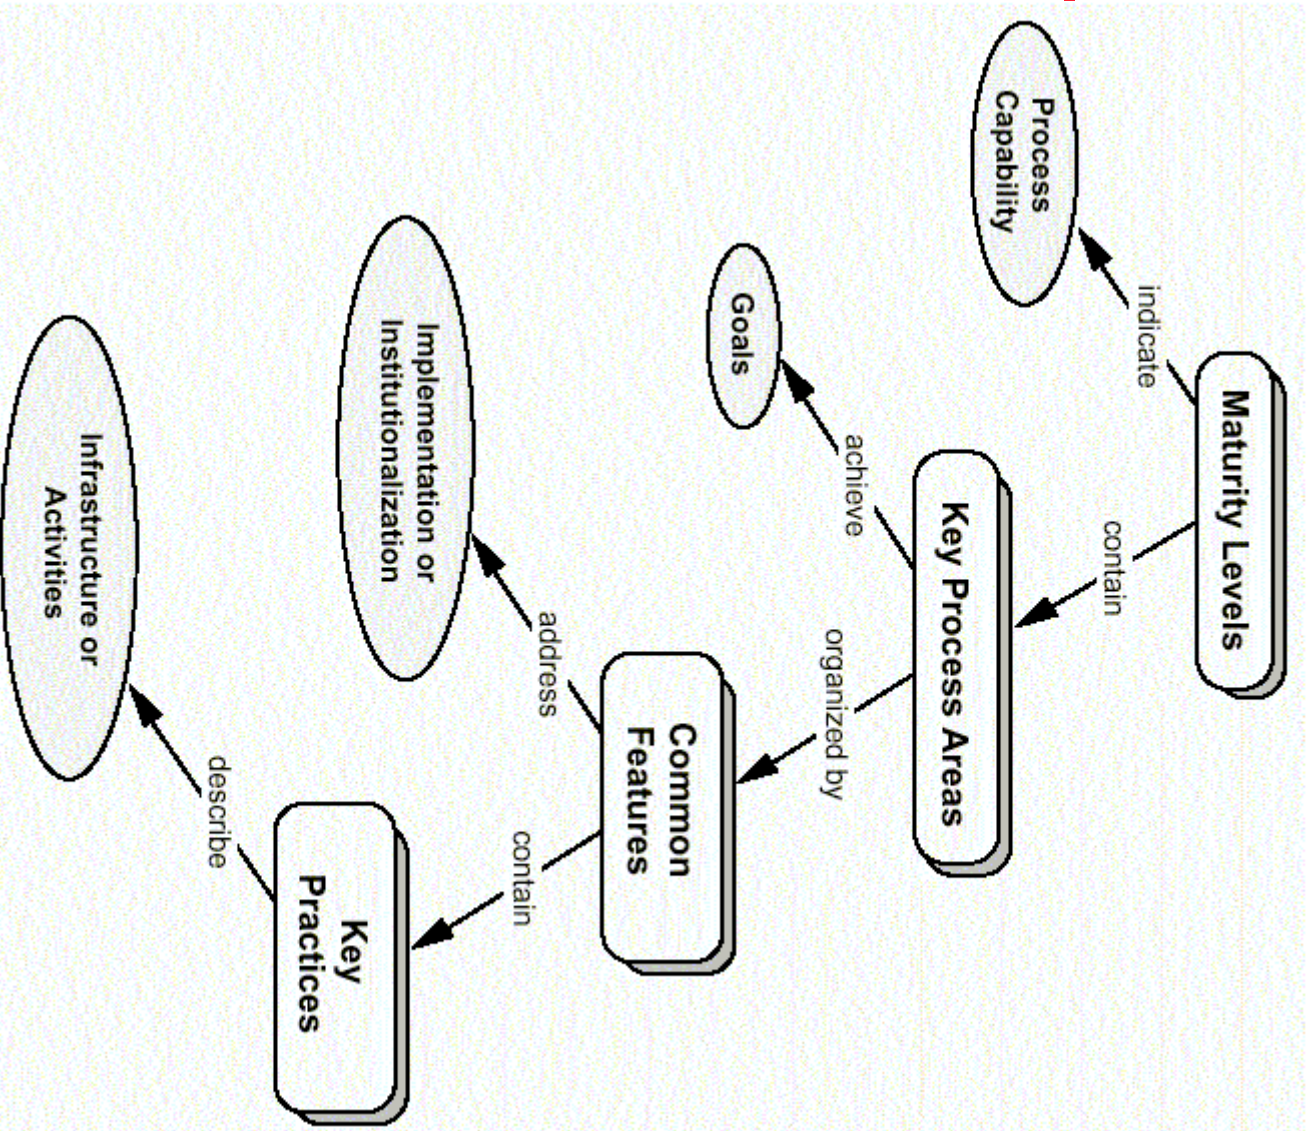 Maturity Levels
indicate
contain
Process
Capability
Key Process Areas
achieve
organized by
Goals
Common
Features
address
contain
Implementation or
Institutionalization
Key
Practices
describe
Infrastructure or
Activities